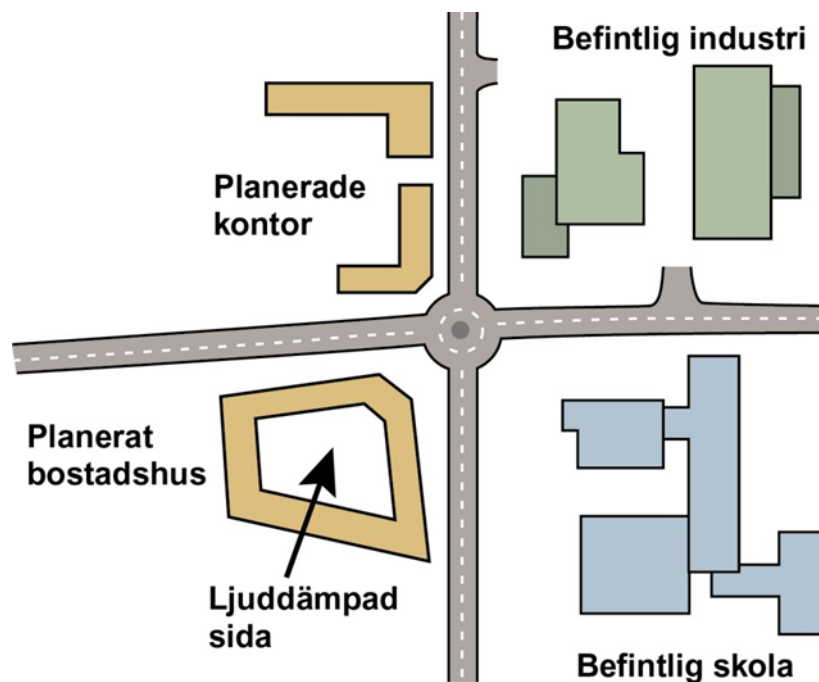 Befintlig industri
Planerade
kontor
Planerat
bostadshus
Ljuddämpad
sida
Befintlig skola